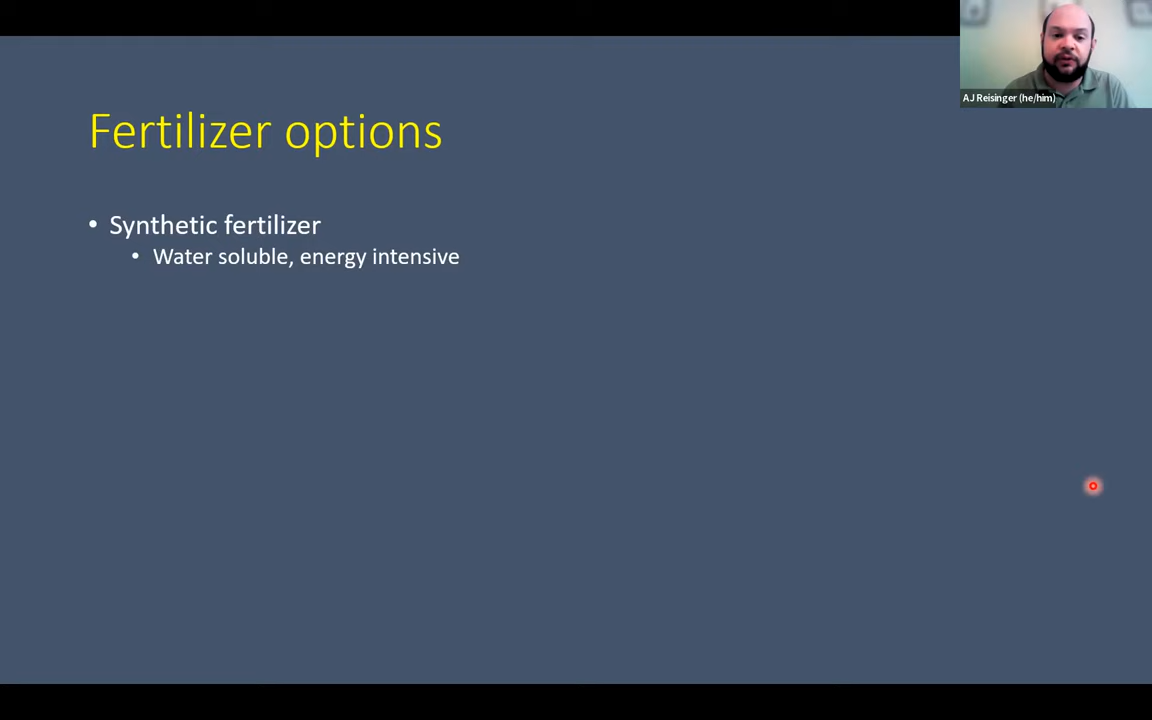 AJ Reisinger (he/him)
Fertilizer options
• Synthetic fertilizer
• Water soluble, energy intensive